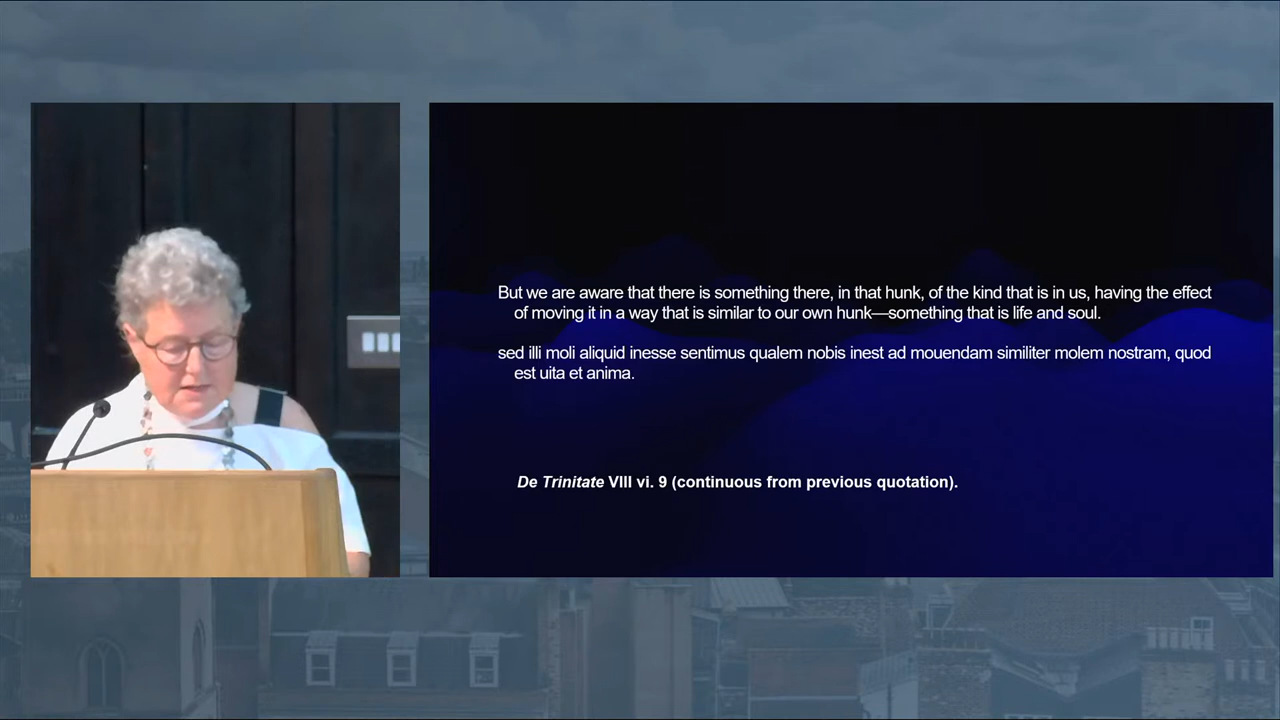 But we are aware that there is something there, in that hunk, of the kind that is in us, having the effect
of moving it in a way that is similar to our own hunk—something that is life and soul.
sed illi moli aliquid inesse sentimus qualem nobis inest ad mouendam similiter molem nostram, quod
est uita et anima.
De Trinitate VIII vi. 9 (continuous from previous quotation).